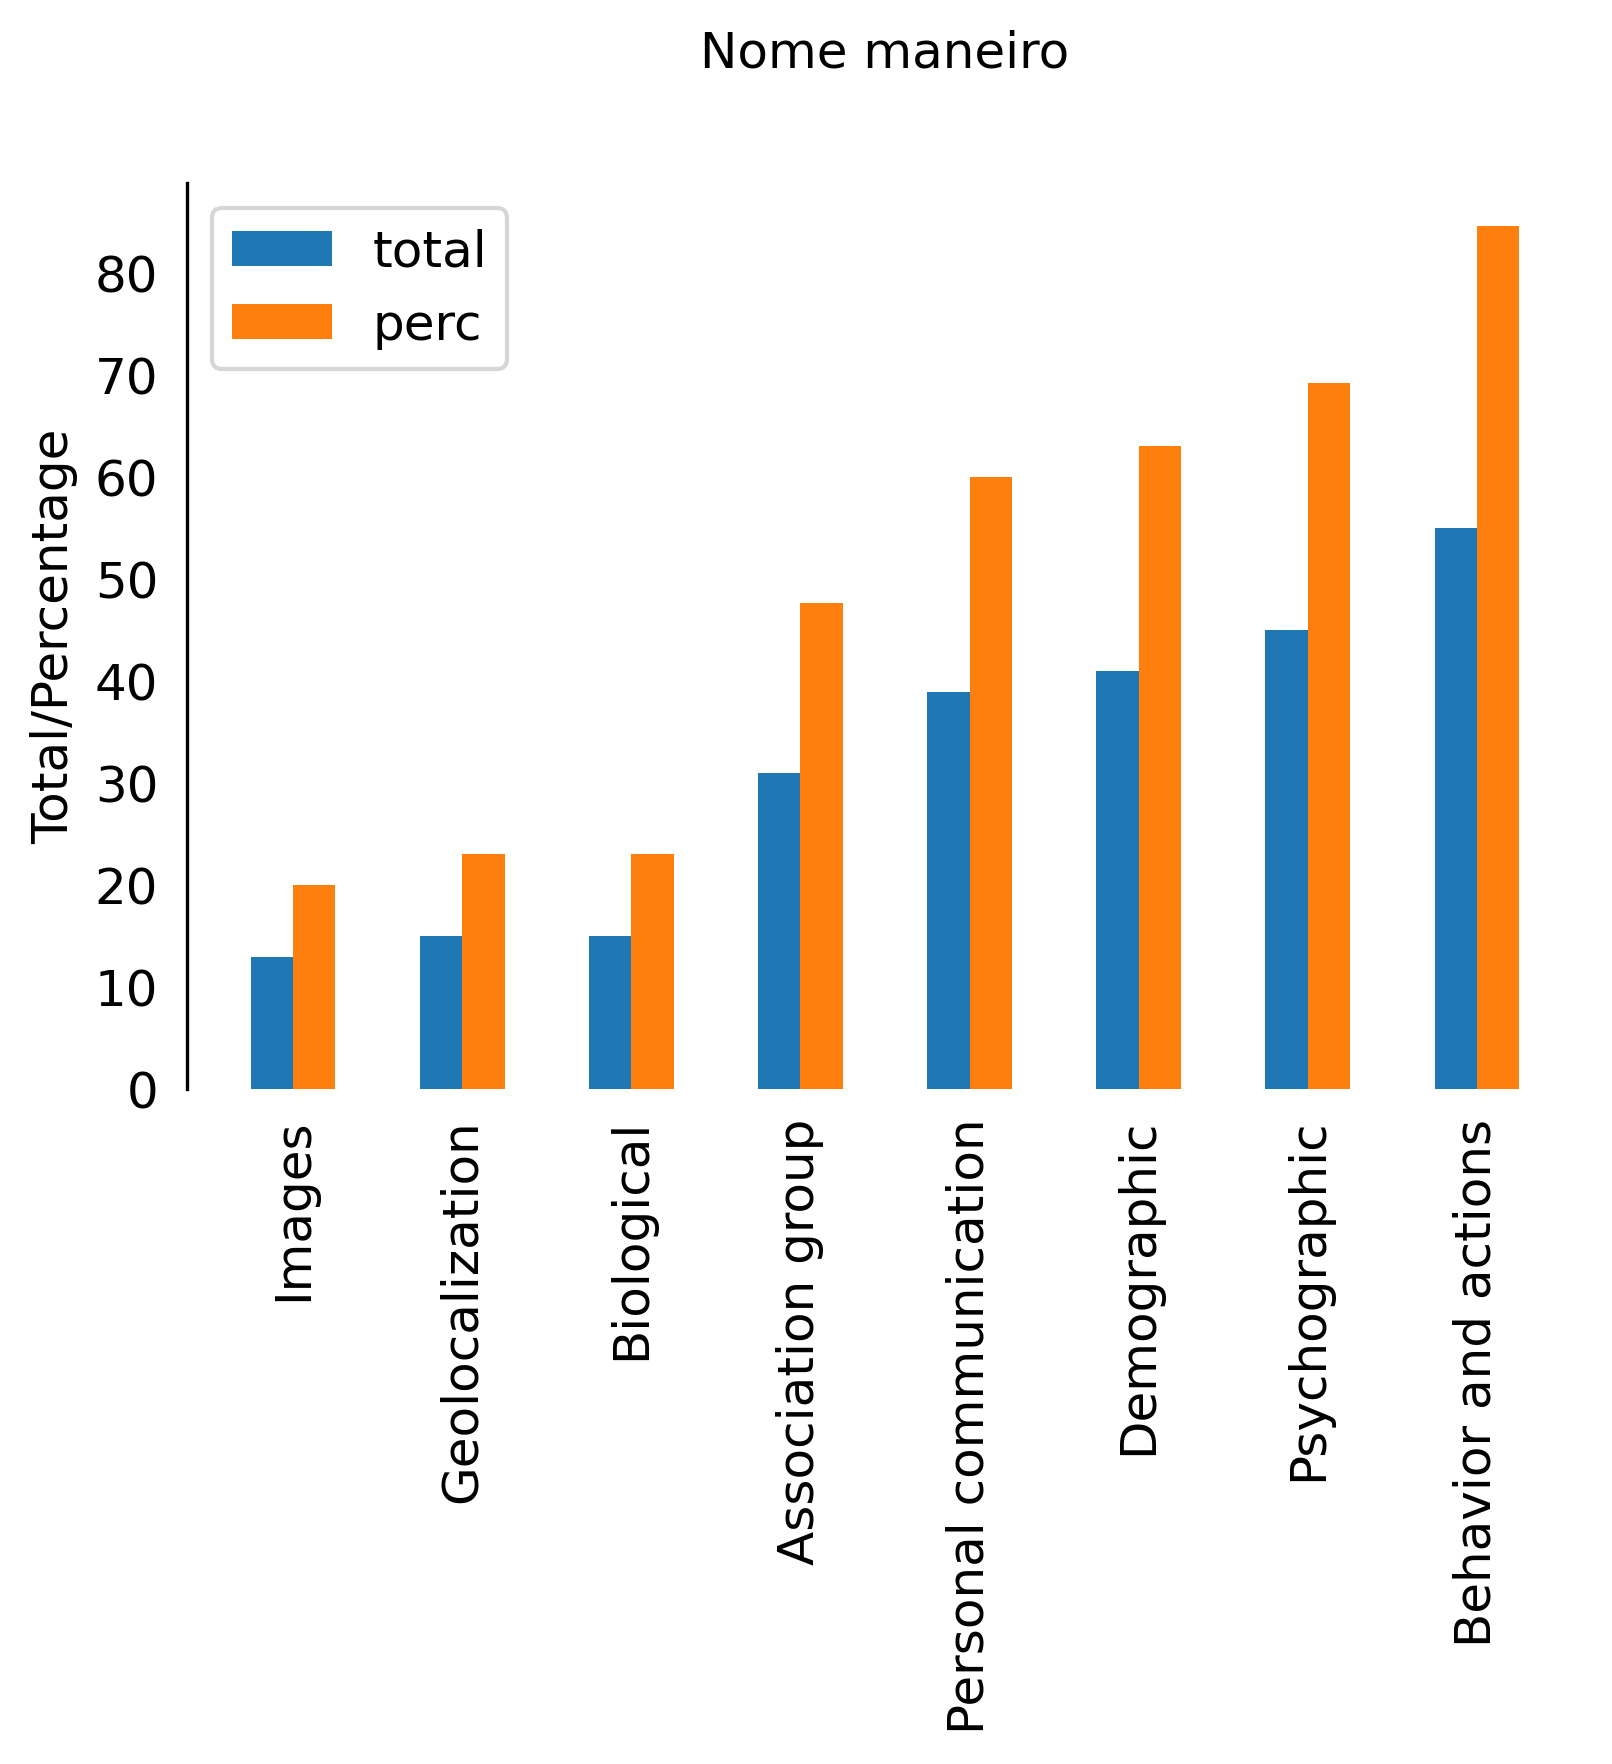 Nome maneiro
total
perc
Total/Percentage
80
70
60
50
40
30
20
10
0
Images
Geolocalization
Biological
Association group
Personal communication
Demographic
Psychographic
Behavior and actions